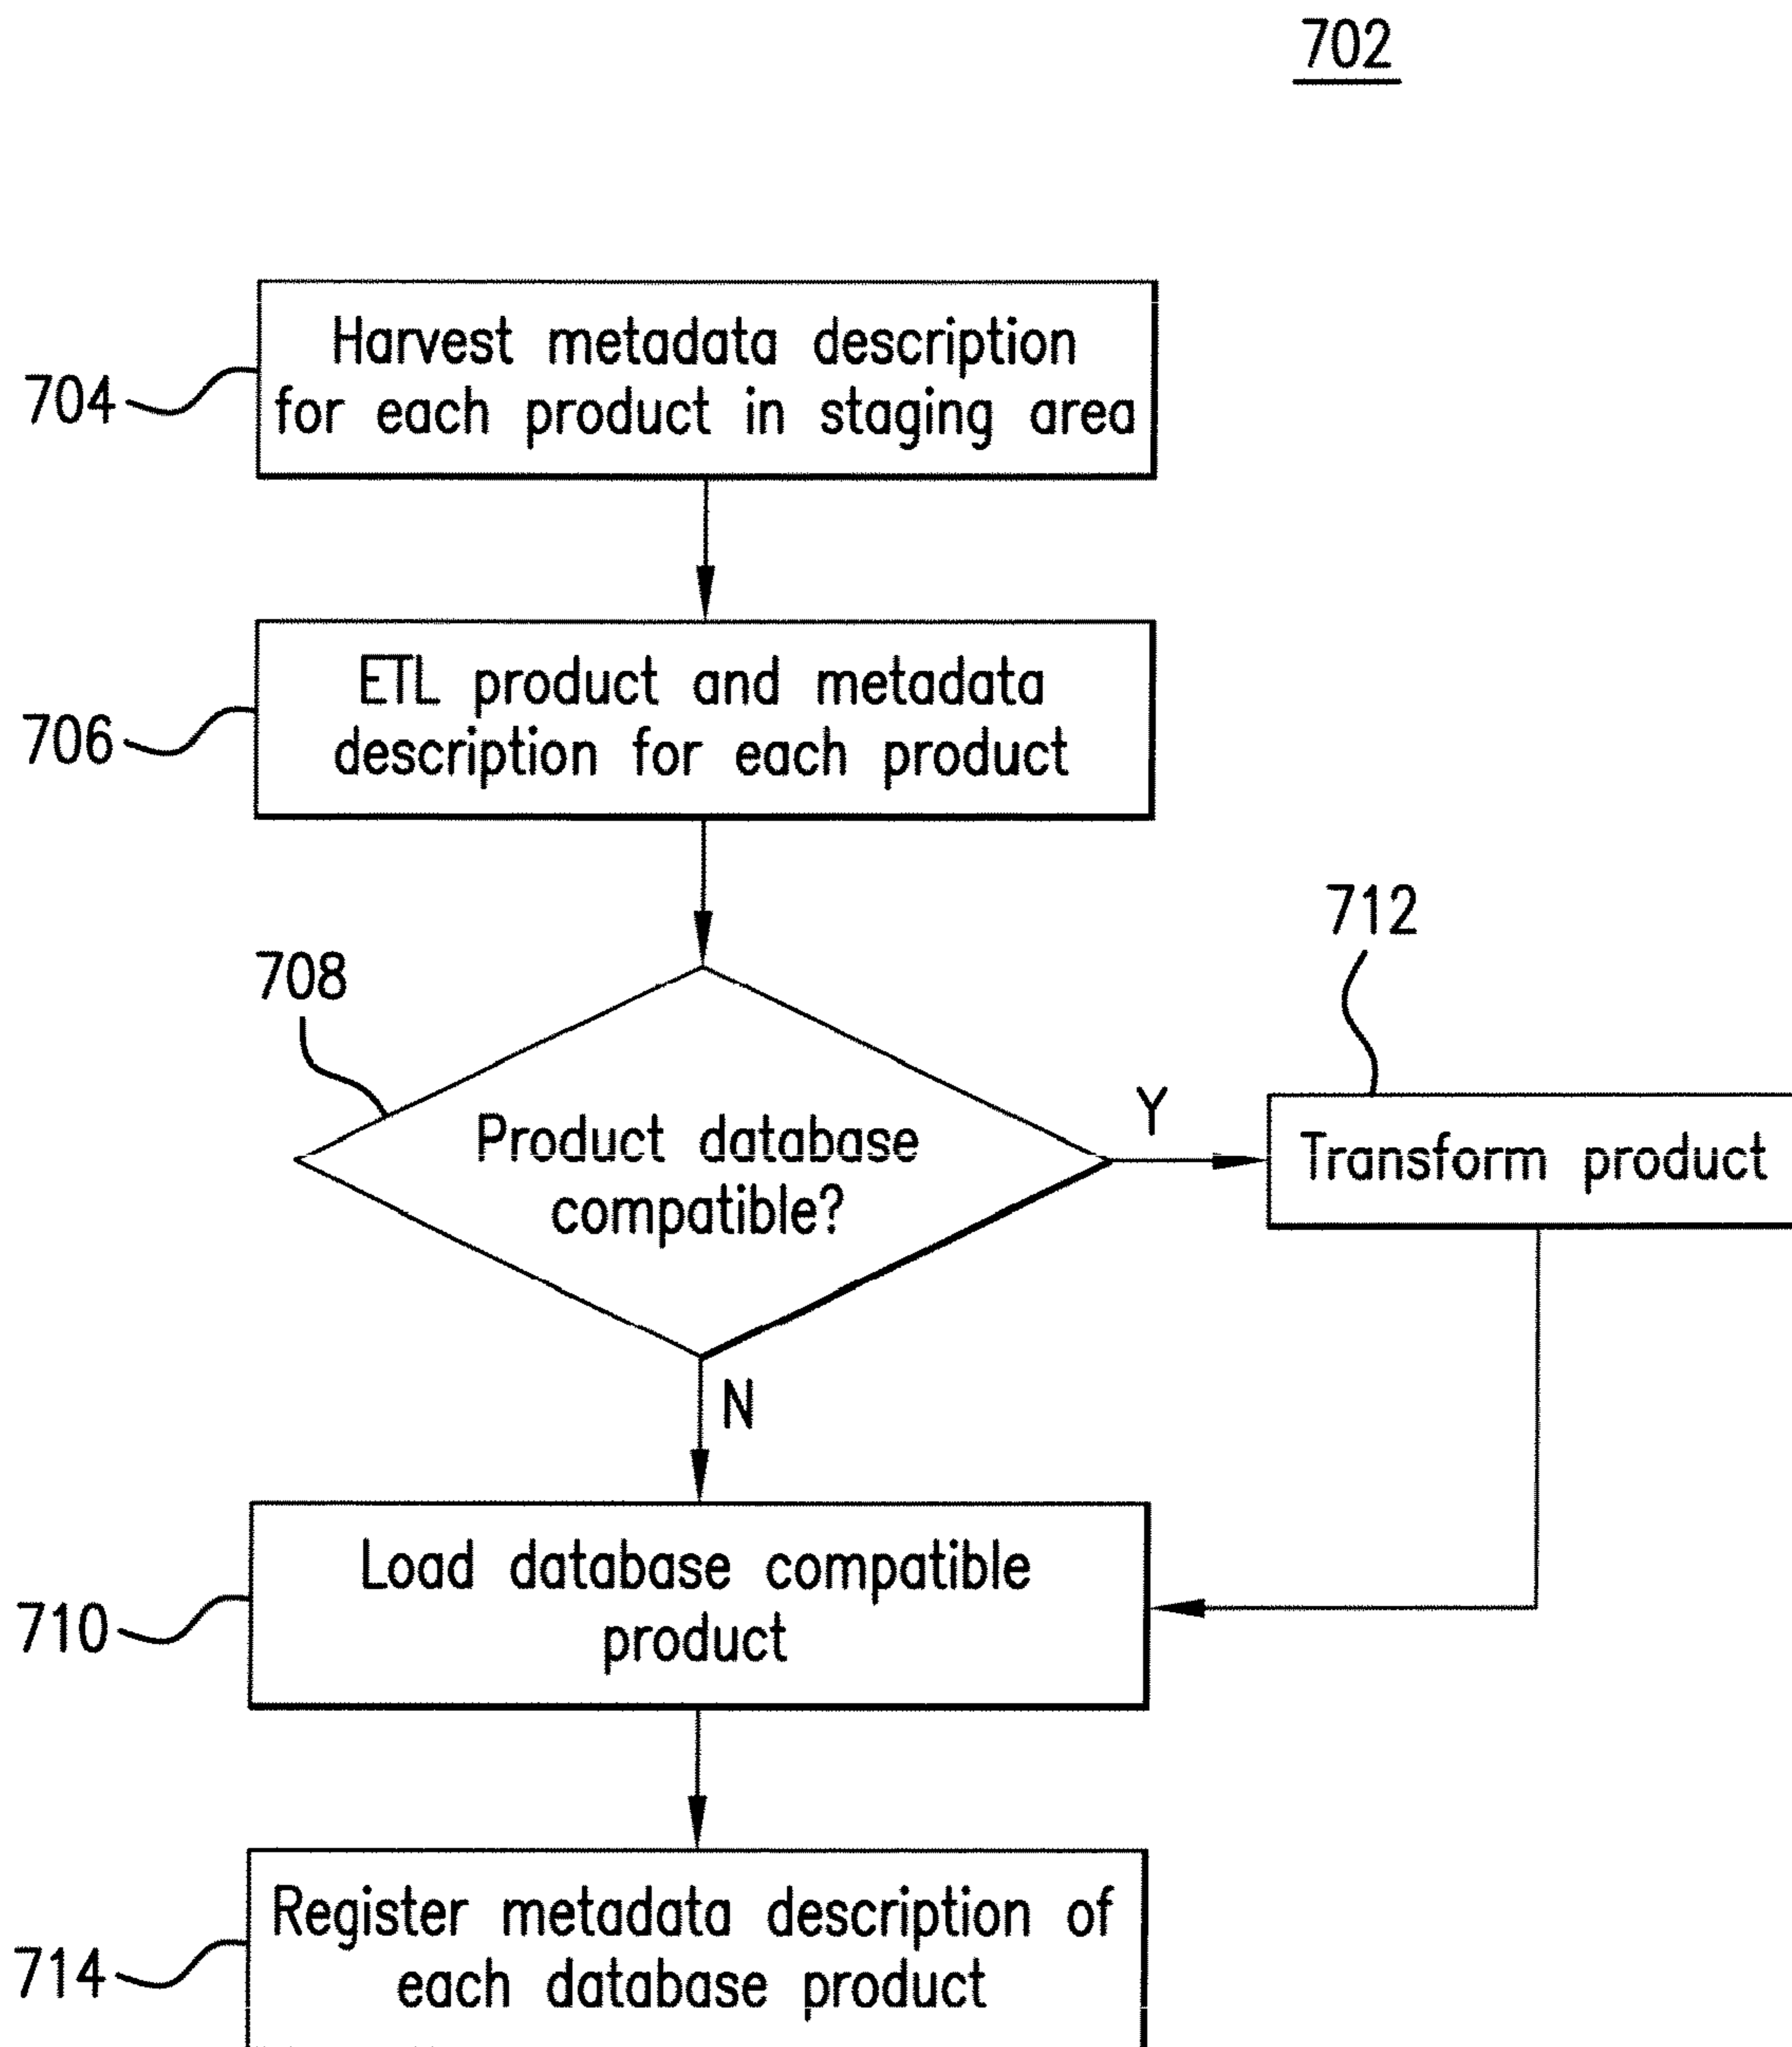 702
Harvest metadata description
for each product in staging area
704
ETL product and metadata
description for each product
706
708
Product database
compatible?
Y
712
Transform product
N
Load database compatible
product
710
Register metadata description of
each database product
714